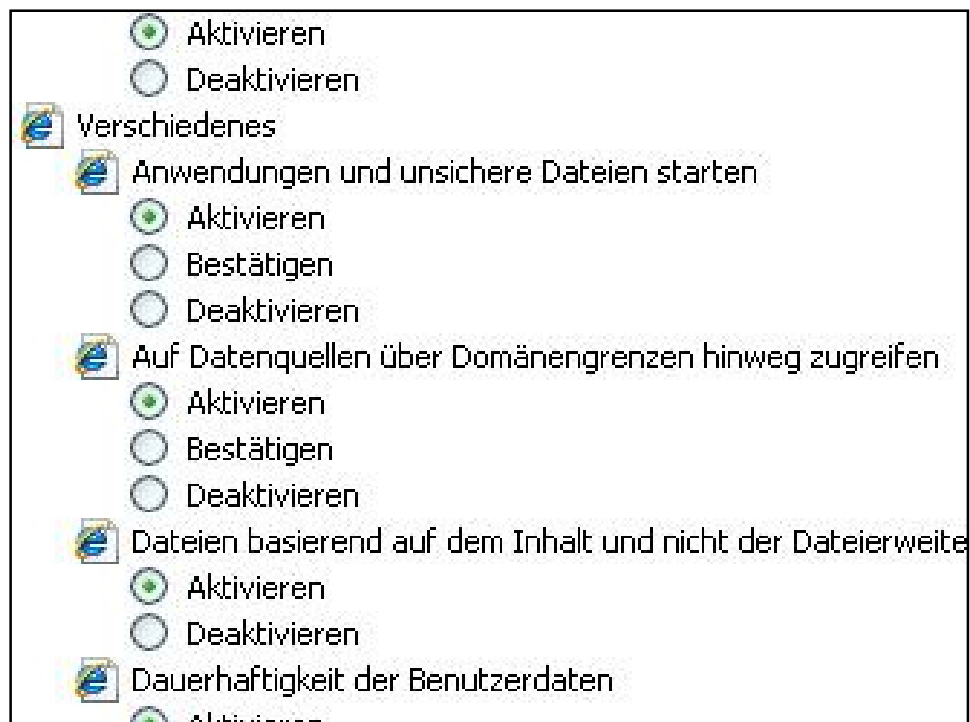 Aktivieren
Deaktivieren
Verschiedenes
Anwendungen und unsichere Dateien starten
Aktivieren
Bestätigen
Deaktivieren
Auf Datenquellen über Domänengrenzen hinweg zugreifen
Aktivieren
Bestätigen
Deaktivieren
Dateien basierend auf dem Inhalt und nicht der Dateierweite
Aktivieren
Deaktivieren
Dauerhaftigkeit der Benutzerdaten
Aktivieren